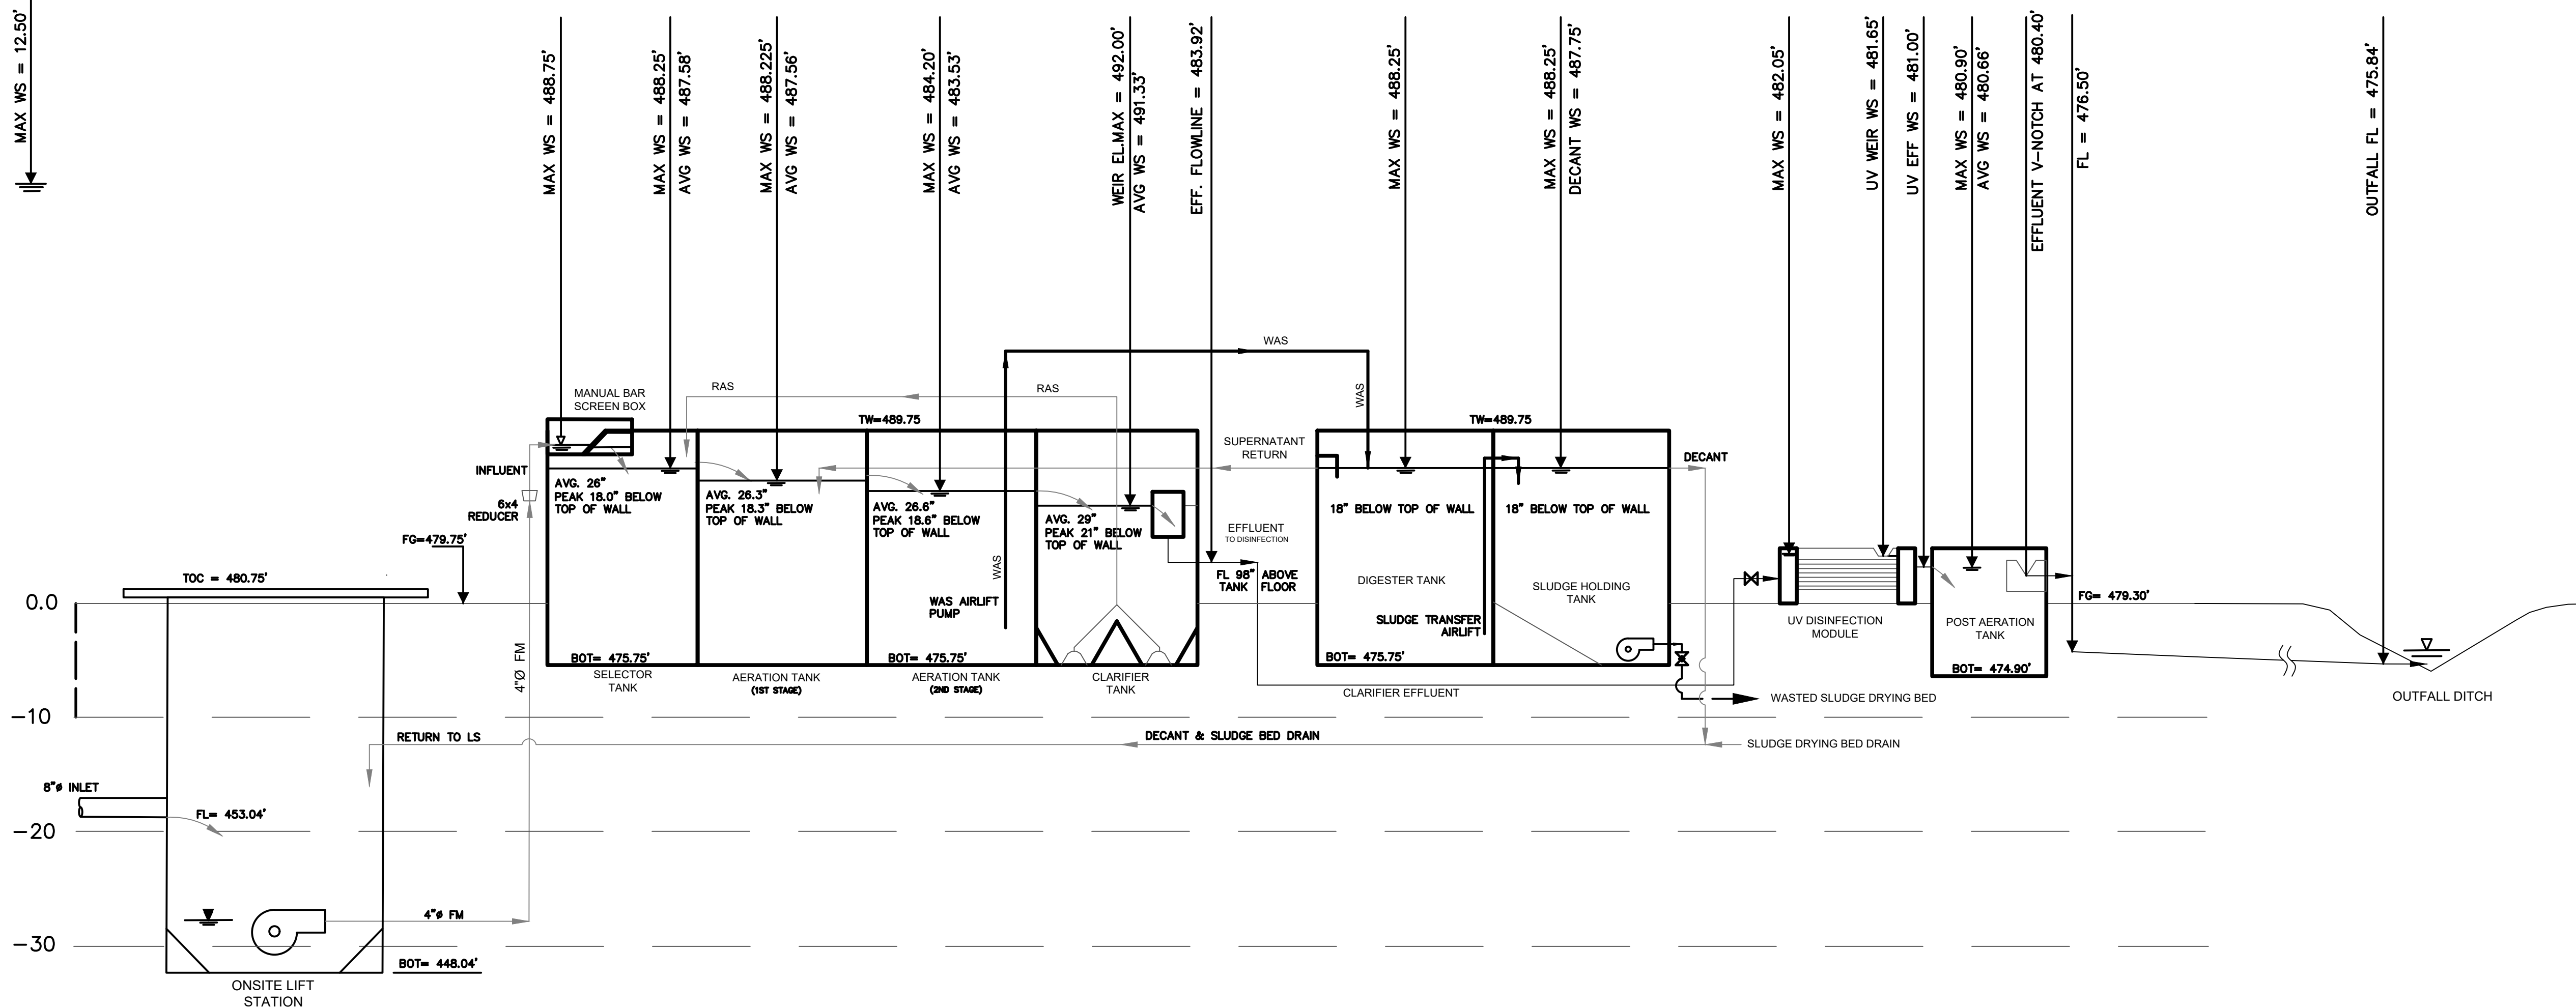 MAX WS = 12.50'
MAX WS = 488.75'
MAX WS = 488.25'
AVG WS = 487.58'
MAX WS = 488.225'
AVG WS = 487.56'
MAX WS = 484.20'
AVG WS = 483.53'
WEIR EL.MAX = 492.00'
AVG WS = 491.33'
EFF. FLOWLINE = 483.92'
MAX WS = 488.25'
MAX WS = 488.25'
DECANT WS = 487.75'
MAX WS = 482.05'
UV WEIR WS = 481.65'
UV EFF WS = 481.00'
MAX WS = 480.90'
AVG WS = 480.66'
EFFLUENT V-NOTCH AT 480.40'
FL = 476.50'
OUTFALL FL = 475.84'
WAS
WAS
RAS
RAS
MANUAL BAR
SCREEN BOX
TW=489.75
TW=489.75
SUPERNATANT
RETURN
DECANT
INFLUENT
6x4
REDUCER
AVG. 26"
PEAK 18.0" BELOW
TOP OF WALL
AVG. 26.3"
PEAK 18.3" BELOW
TOP OF WALL
AVG. 26.6"
PEAK 18.6" BELOW
TOP OF WALL
AVG. 29"
PEAK 21" BELOW
TOP OF WALL
18" BELOW TOP OF WALL
18" BELOW TOP OF WALL
EFFLUENT
TO DISINFECTION
FG=479.75'
TOC = 480.75'
WAS
WAS AIRLIFT
PUMP
FL 98" ABOVE
TANK FLOOR
DIGESTER TANK
SLUDGE HOLDING
TANK
SLUDGE TRANSFER
AIRLIFT
0.0
FG= 479.30'
UV DISINFECTION
MODULE
POST AERATION
TANK
BOT= 474.90'
BOT= 475.75'
BOT= 475.75'
BOT= 475.75'
SELECTOR
TANK
AERATION TANK
(1ST STAGE)
AERATION TANK
(2ND STAGE)
CLARIFIER
TANK
CLARIFIER EFFLUENT
WASTED SLUDGE DRYING BED
OUTFALL DITCH
4"Ø FM
-10
RETURN TO LS
DECANT & SLUDGE BED DRAIN
SLUDGE DRYING BED DRAIN
8"ø INLET
FL= 453.04'
-20
4"ø FM
-30
BOT= 448.04'
ONSITE LIFT
STATION